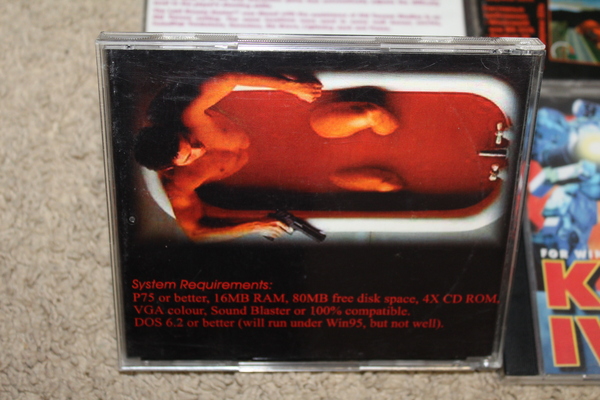 System Requirements:
P75 or better, 16MB RAM, 80MB free disk space, 4X CD ROM,
VGA colour, Sound Blaster or 100% compatible.
DOS 6.2 or better (will run under Win95, but not well).
FOR WIN
K
IV